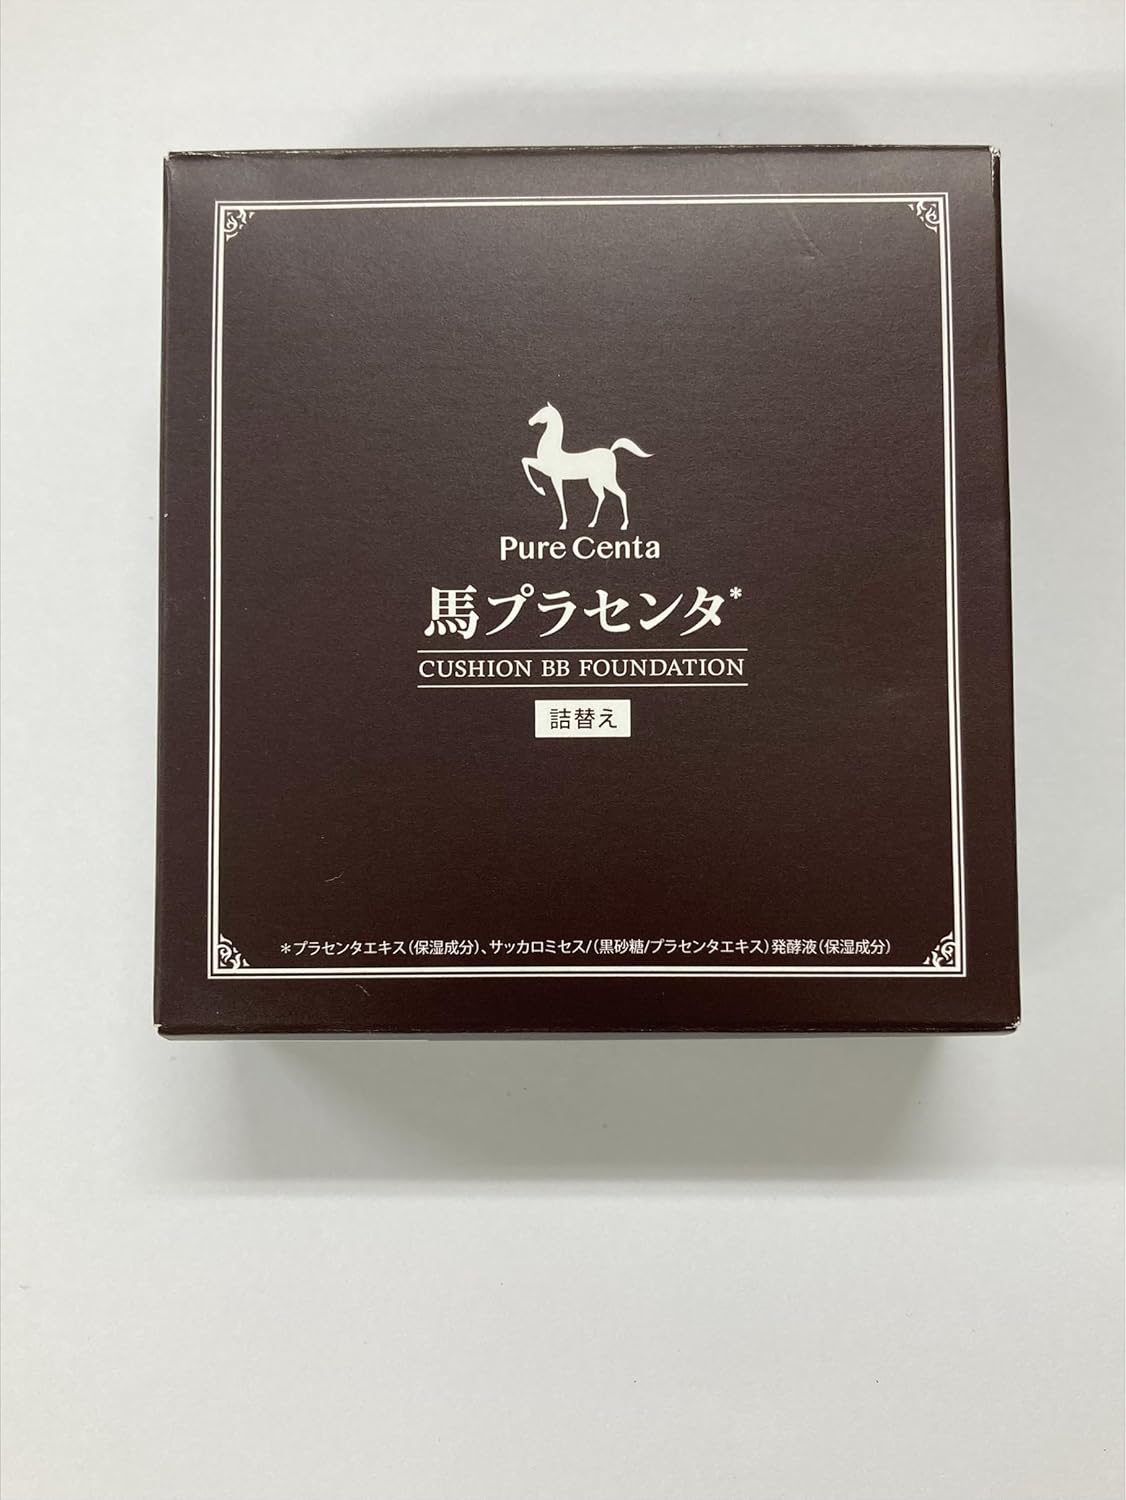 Pure Centa
馬プラセンタ*
CUSHION BB FOUNDATION
詰替え
*プラセンタエキス(保湿成分)、サッカロミセス/(黒砂糖/プラセンタエキス)発酵液(保湿成分)